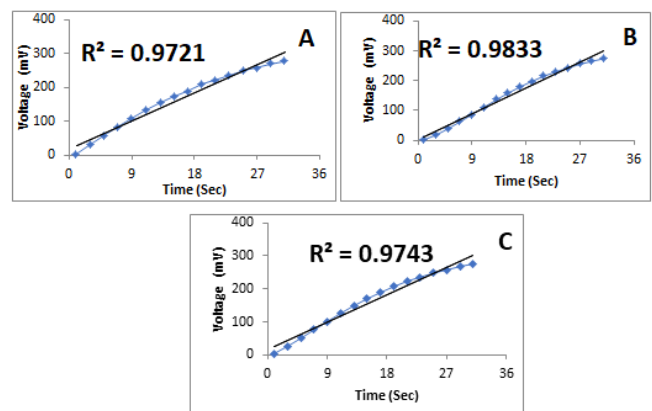 A
R² = 0.9721
Voltage (mV)
400
300
200
100
0
0 9 18 27 36
Time (Sec)
B
R² = 0.9833
Voltage (mV)
400
300
200
100
0
0 9 18 27 36
Time (Sec)
C
R² = 0.9743
Voltage (mV)
400
300
200
100
0
0 9 18 27 36
Time (Sec)